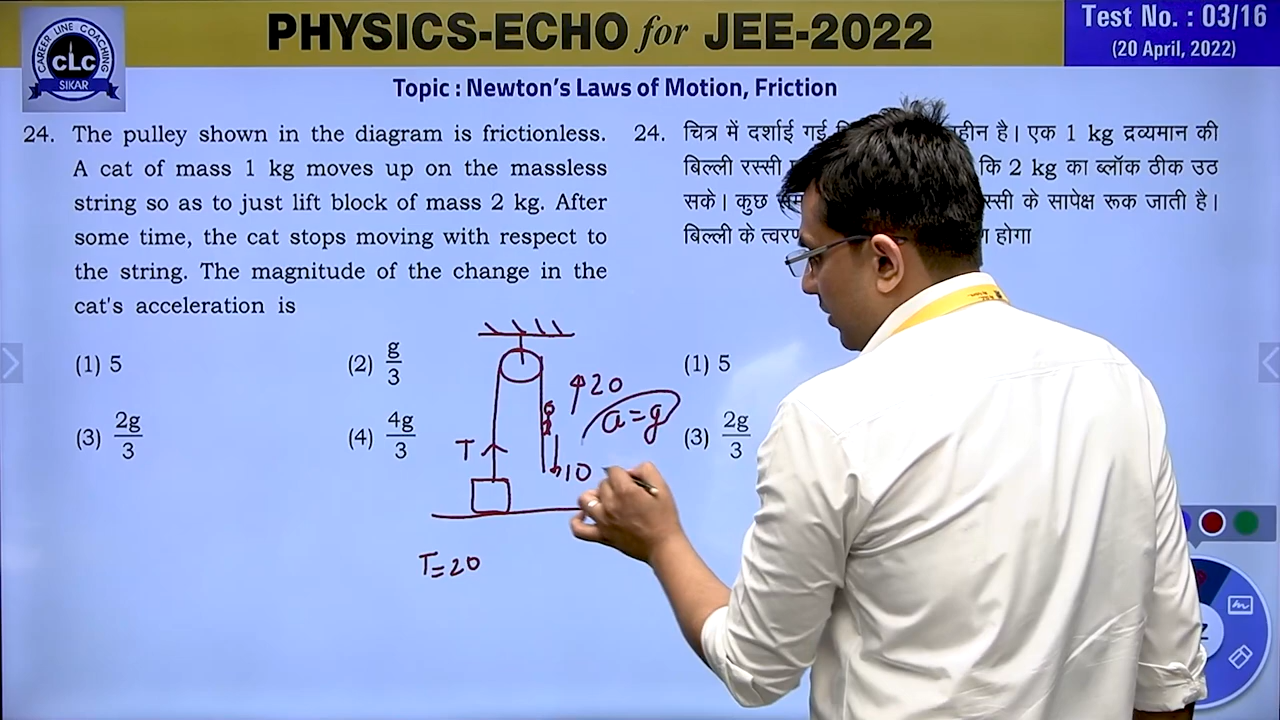 PHYSICS-ECHO for JEE-2022
Test No. : 03/16
(20 April, 2022)
CAREER LINE COACHING
CLC
SIKAR
Topic : Newton's Laws of Motion, Friction
24. The pulley shown in the diagram is frictionless.
A cat of mass 1 kg moves up on the massless
string so as to just lift block of mass 2 kg. After
some time, the cat stops moving with respect to
the string. The magnitude of the change in the
cat's acceleration is
(1) 5
(2) g/3
(3) 2g/3
(4) 4g/3
T
↑20
a=g
10
T=20
24. चित्र में दर्शाई गई हीन है। एक 1 kg द्रव्यमान की
बिल्ली रस्सी कि 2 kg का ब्लॉक ठीक उठ
सके। कुछ के सापेक्ष रूक जाती है।
बिल्ली के होगा
(1) 5
(3) 2g/3